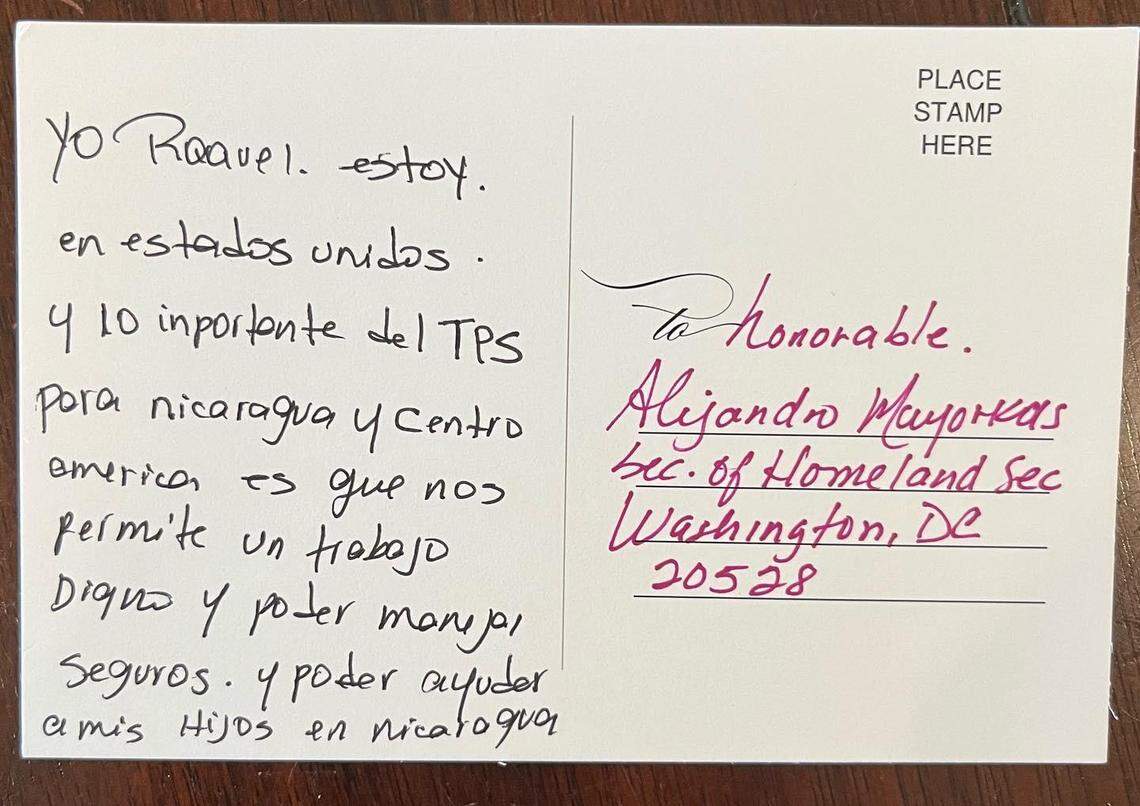 Yo Raquel. estoy.
en estados unidos.
y lo inportante del TPS
para nicaragua y Centro
america es que nos
permite un trabajo
Digno y poder manejar
Seguros. y poder ayuder
a mis Hijos en nicaragua
PLACE
STAMP
HERE
to honorable.
Alijandro Mayorkas
Sec. of Homeland Sec
Washington, DC
20528